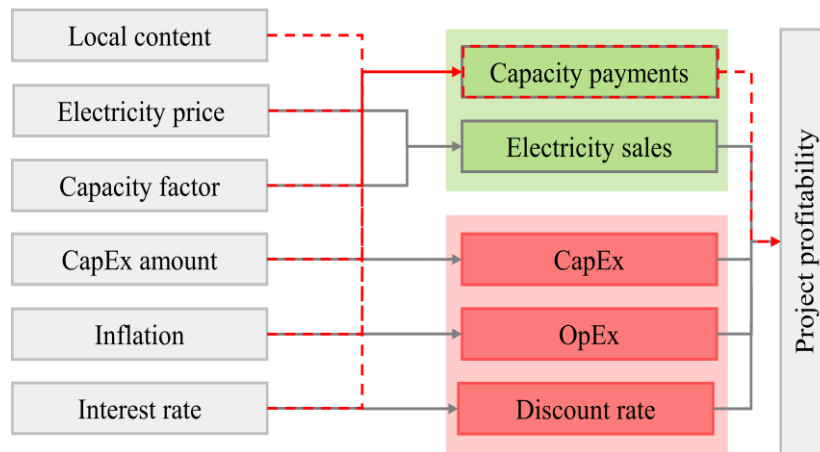 Local content
Electricity price
Capacity factor
CapEx amount
Inflation
Interest rate
Capacity payments
Electricity sales
CapEx
OpEx
Discount rate
Project profitability